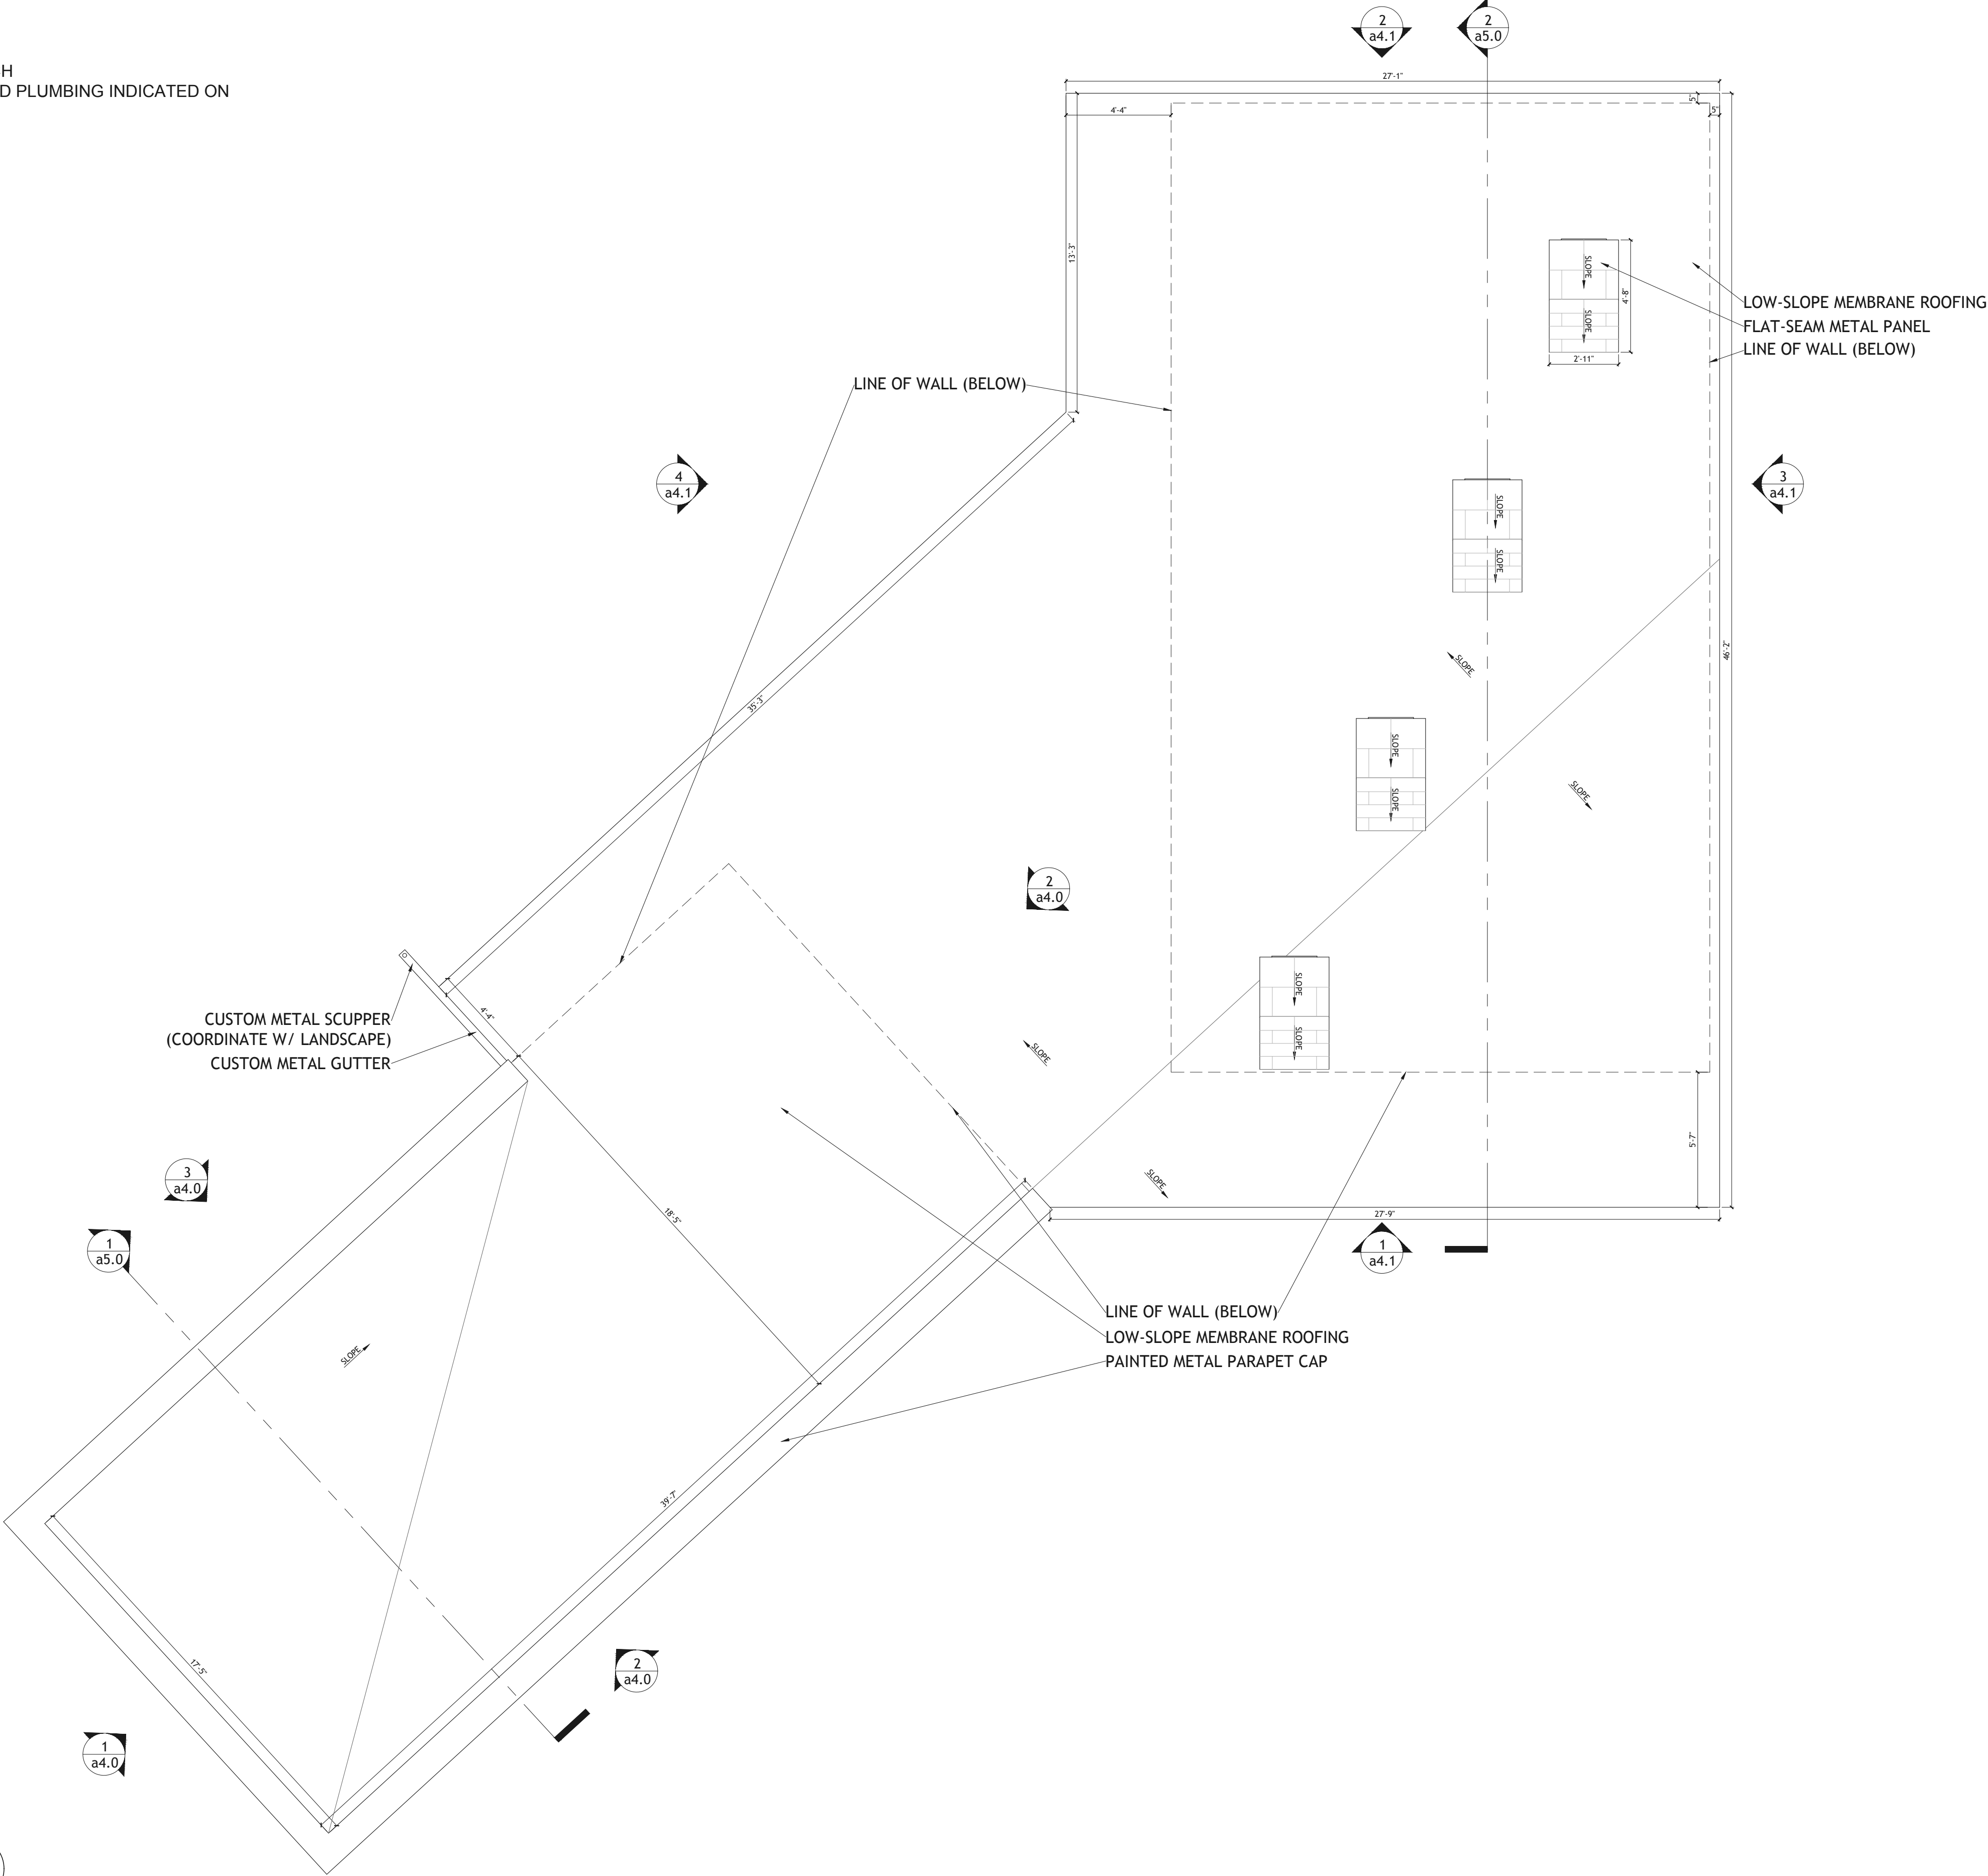 H
D PLUMBING INDICATED ON
2
a4.1
2
a5.0
27'-1"
4'-4"
5"
5"
13'-3"
SLOPE
SLOPE
4'-8"
2'-11"
LOW-SLOPE MEMBRANE ROOFING
FLAT-SEAM METAL PANEL
LINE OF WALL (BELOW)
LINE OF WALL (BELOW)
4
a4.1
3
a4.1
SLOPE
SLOPE
46'-2"
SLOPE
35'-3"
SLOPE
SLOPE
SLOPE
2
a4.0
SLOPE
SLOPE
SLOPE
4'-4"
CUSTOM METAL SCUPPER
(COORDINATE W/ LANDSCAPE)
CUSTOM METAL GUTTER
5'-7"
3
a4.0
SLOPE
18'-5"
27'-9"
1
a5.0
1
a4.1
LINE OF WALL (BELOW)
LOW-SLOPE MEMBRANE ROOFING
PAINTED METAL PARAPET CAP
SLOPE
39'-7"
17'-5"
2
a4.0
1
a4.0